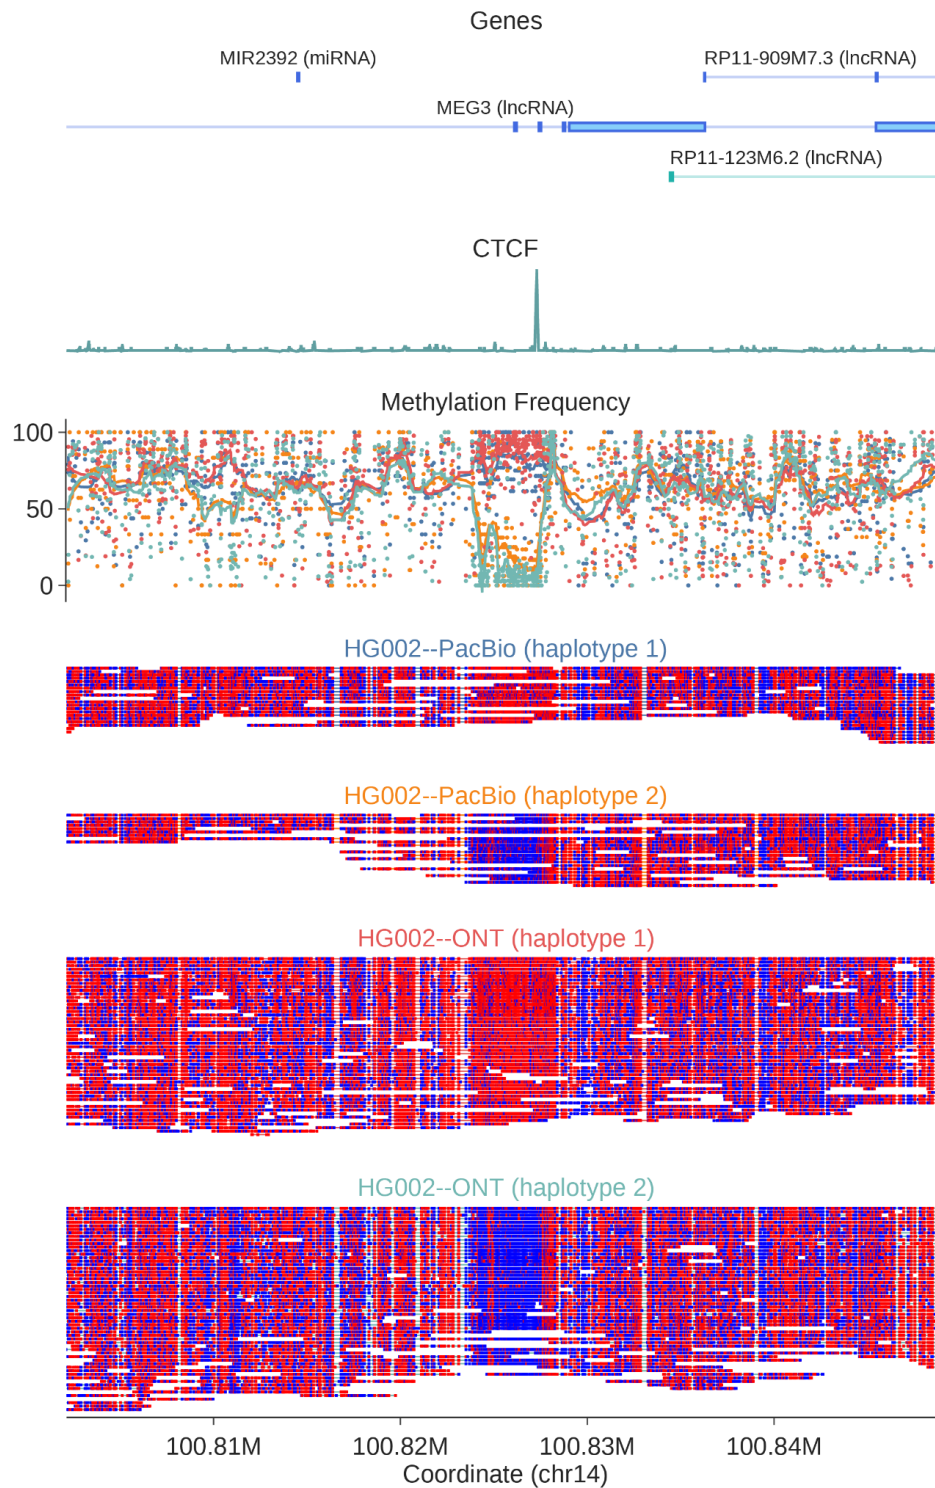 Genes
MIR2392 (miRNA)
RP11-909M7.3 (lncRNA)
MEG3 (lncRNA)
RP11-123M6.2 (lncRNA)
CTCF
Methylation Frequency
100
50
0
HG002--PacBio (haplotype 1)
HG002--PacBio (haplotype 2)
HG002--ONT (haplotype 1)
HG002--ONT (haplotype 2)
100.81M 100.82M 100.83M 100.84M
Coordinate (chr14)